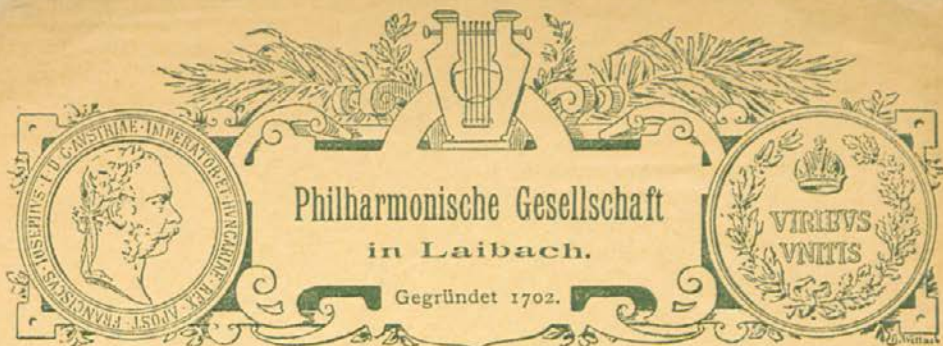 FRANCISCVS·IOSEPHVS·I·D·G·AVSTRIAE·IMPERATOR·ET·HVNGARIAE·REX·APOST·
Philharmonische Gesellschaft
in Laibach.
Gegründet 1702.
VIRIBVS
VNITIS